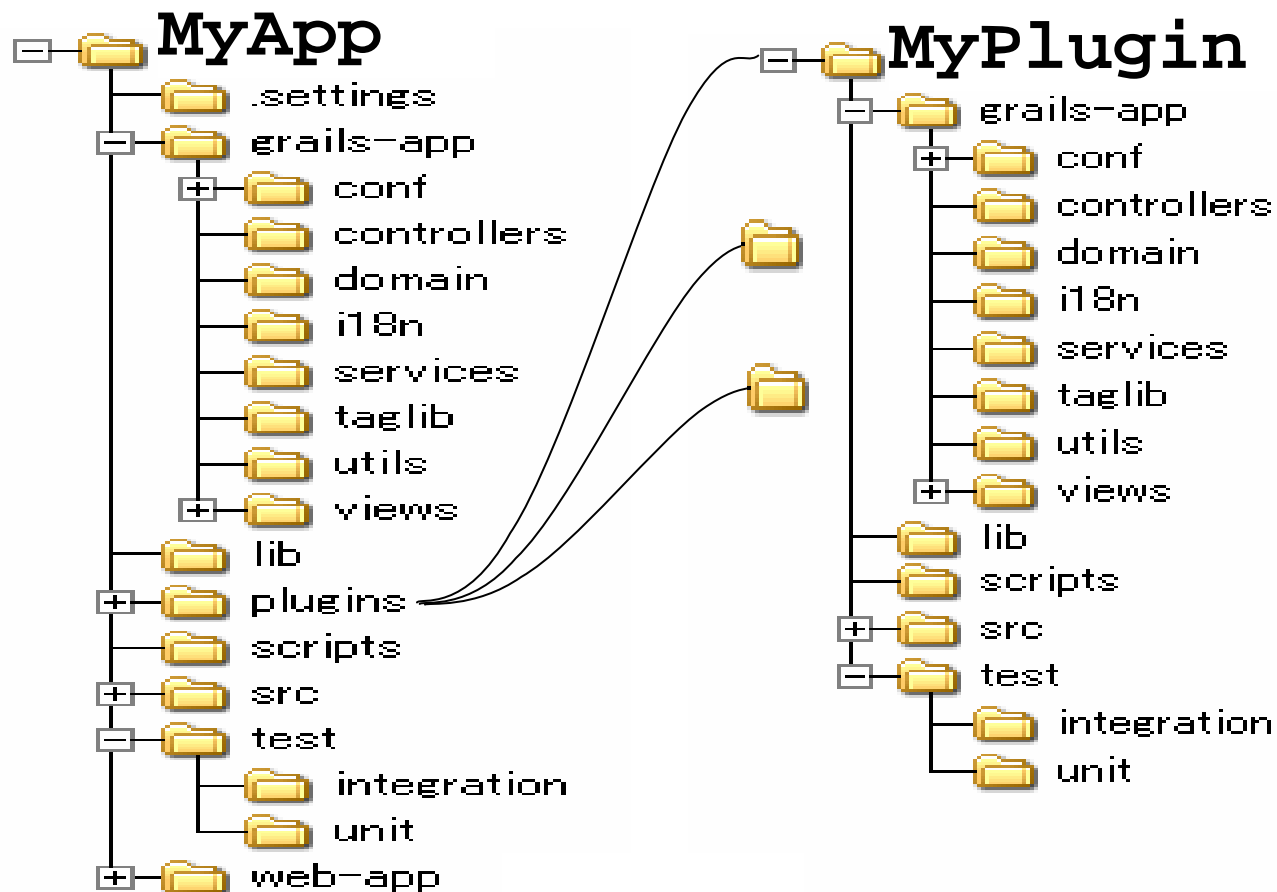 MyApp
.settings
grails-app
conf
controllers
domain
i18n
services
taglib
utils
views
lib
plugins
scripts
src
test
integration
unit
web-app
MyPlugin
grails-app
conf
controllers
domain
i18n
services
taglib
utils
views
lib
scripts
src
test
integration
unit